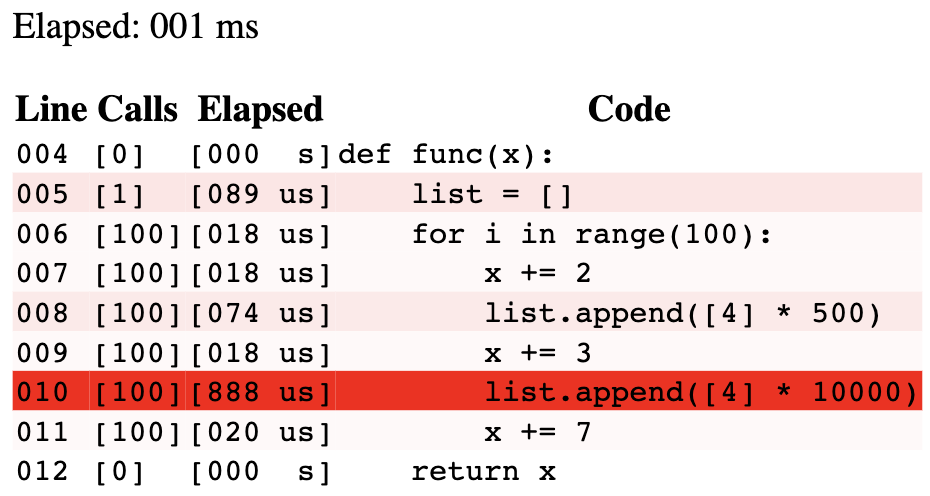 Elapsed: 001 ms
Line Calls Elapsed Code
004 [0] [000  s]def func(x):
005 [1] [089 us]    list = []
006 [100][018 us]    for i in range(100):
007 [100][018 us]        x += 2
008 [100][074 us]        list.append([4] * 500)
009 [100][018 us]        x += 3
010 [100][888 us]        list.append([4] * 10000)
011 [100][020 us]        x += 7
012 [0] [000  s]    return x